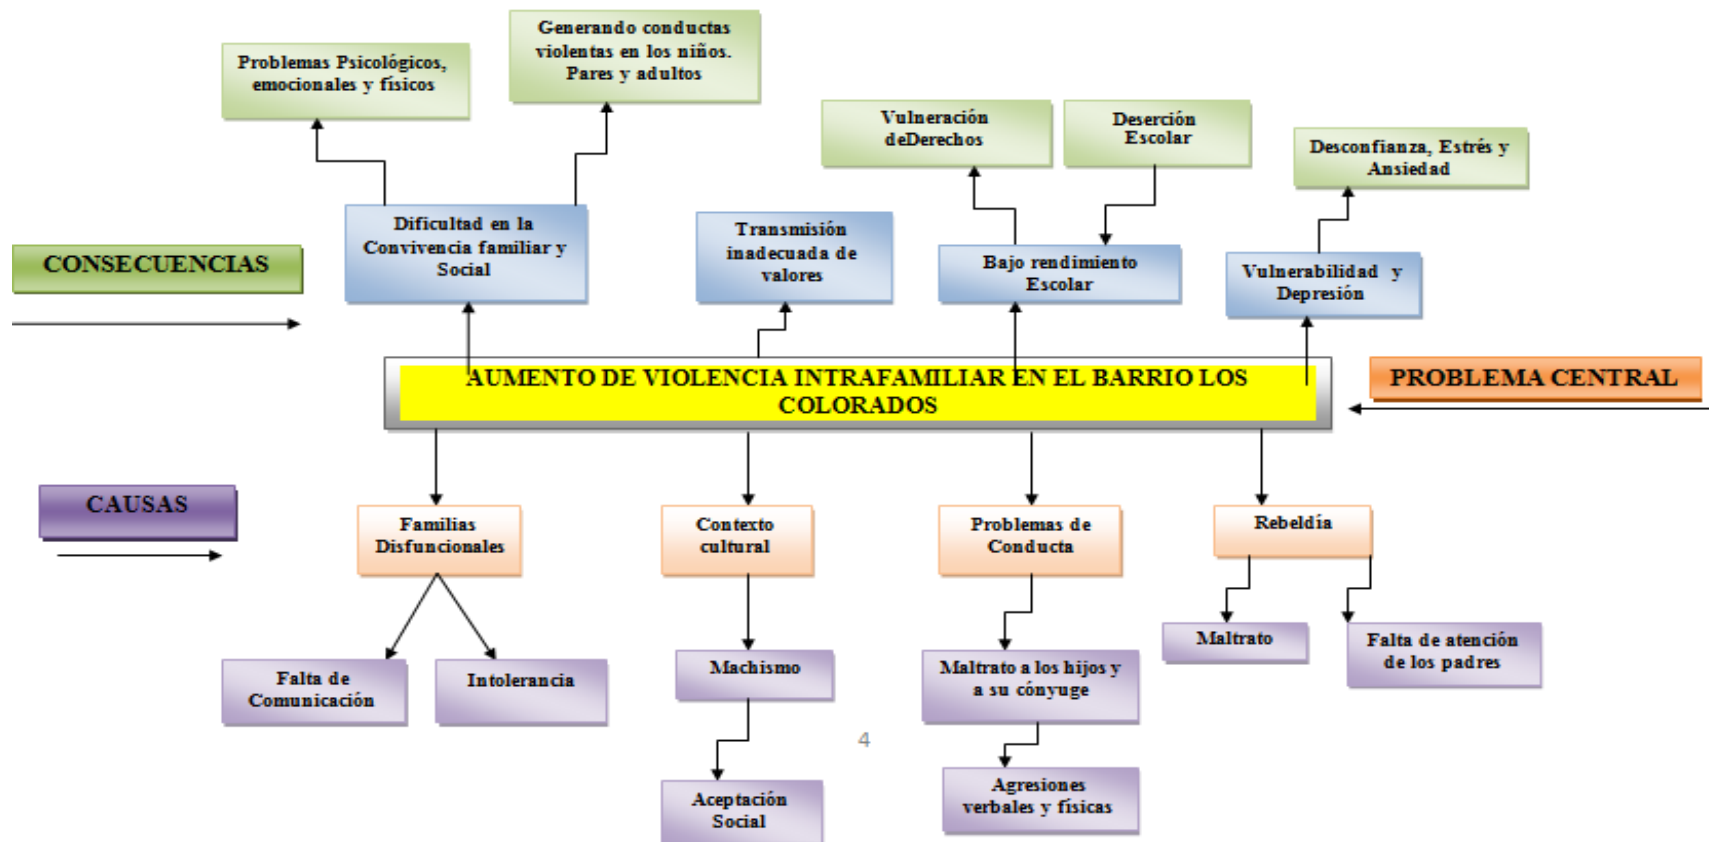 Problemas Psicológicos,
emocionales y físicos
Generando conductas
violentas en los niños.
Pares y adultos
Vulneración
deDerechos
Deserción
Escolar
Desconfianza, Estrés y
Ansiedad
CONSECUENCIAS
Dificultad en la
Convivencia familiar y
Social
Transmisión
inadecuada de
valores
Bajo rendimiento
Escolar
Vulnerabilidad y
Depresión
AUMENTO DE VIOLENCIA INTRAFAMILIAR EN EL BARRIO LOS
COLORADOS
PROBLEMA CENTRAL
CAUSAS
Familias
Disfuncionales
Contexto
cultural
Problemas de
Conducta
Rebeldía
Falta de
Comunicación
Intolerancia
Machismo
Maltrato a los hijos y
a su cónyuge
Maltrato
Falta de atención
de los padres
4
Aceptación
Social
Agresiones
verbales y físicas